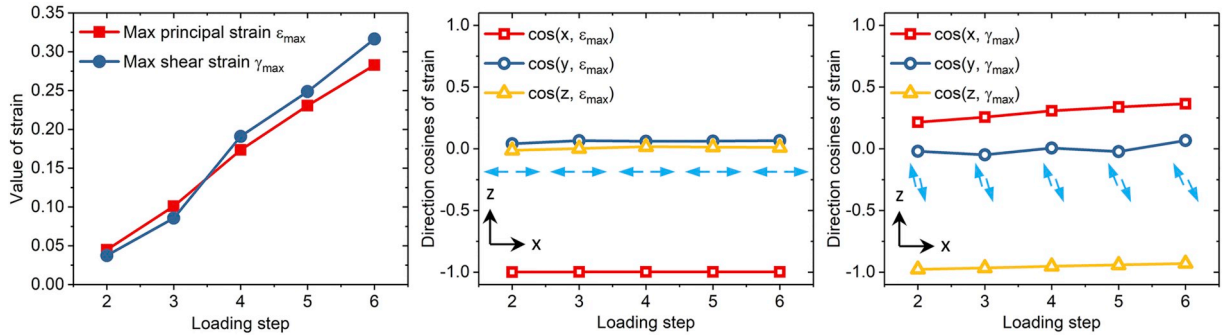 0.35
0.30
0.25
0.20
0.15
0.10
0.05
0.00
Value of strain
Max principal strain εmax
Max shear strain γmax
2 3 4 5 6
Loading step
1.0
0.5
0.0
-0.5
-1.0
Direction cosines of strain
cos(x, εmax)
cos(y, εmax)
cos(z, εmax)
z
x
2 3 4 5 6
Loading step
1.0
0.5
0.0
-0.5
-1.0
Direction cosines of strain
cos(x, γmax)
cos(y, γmax)
cos(z, γmax)
z
x
2 3 4 5 6
Loading step